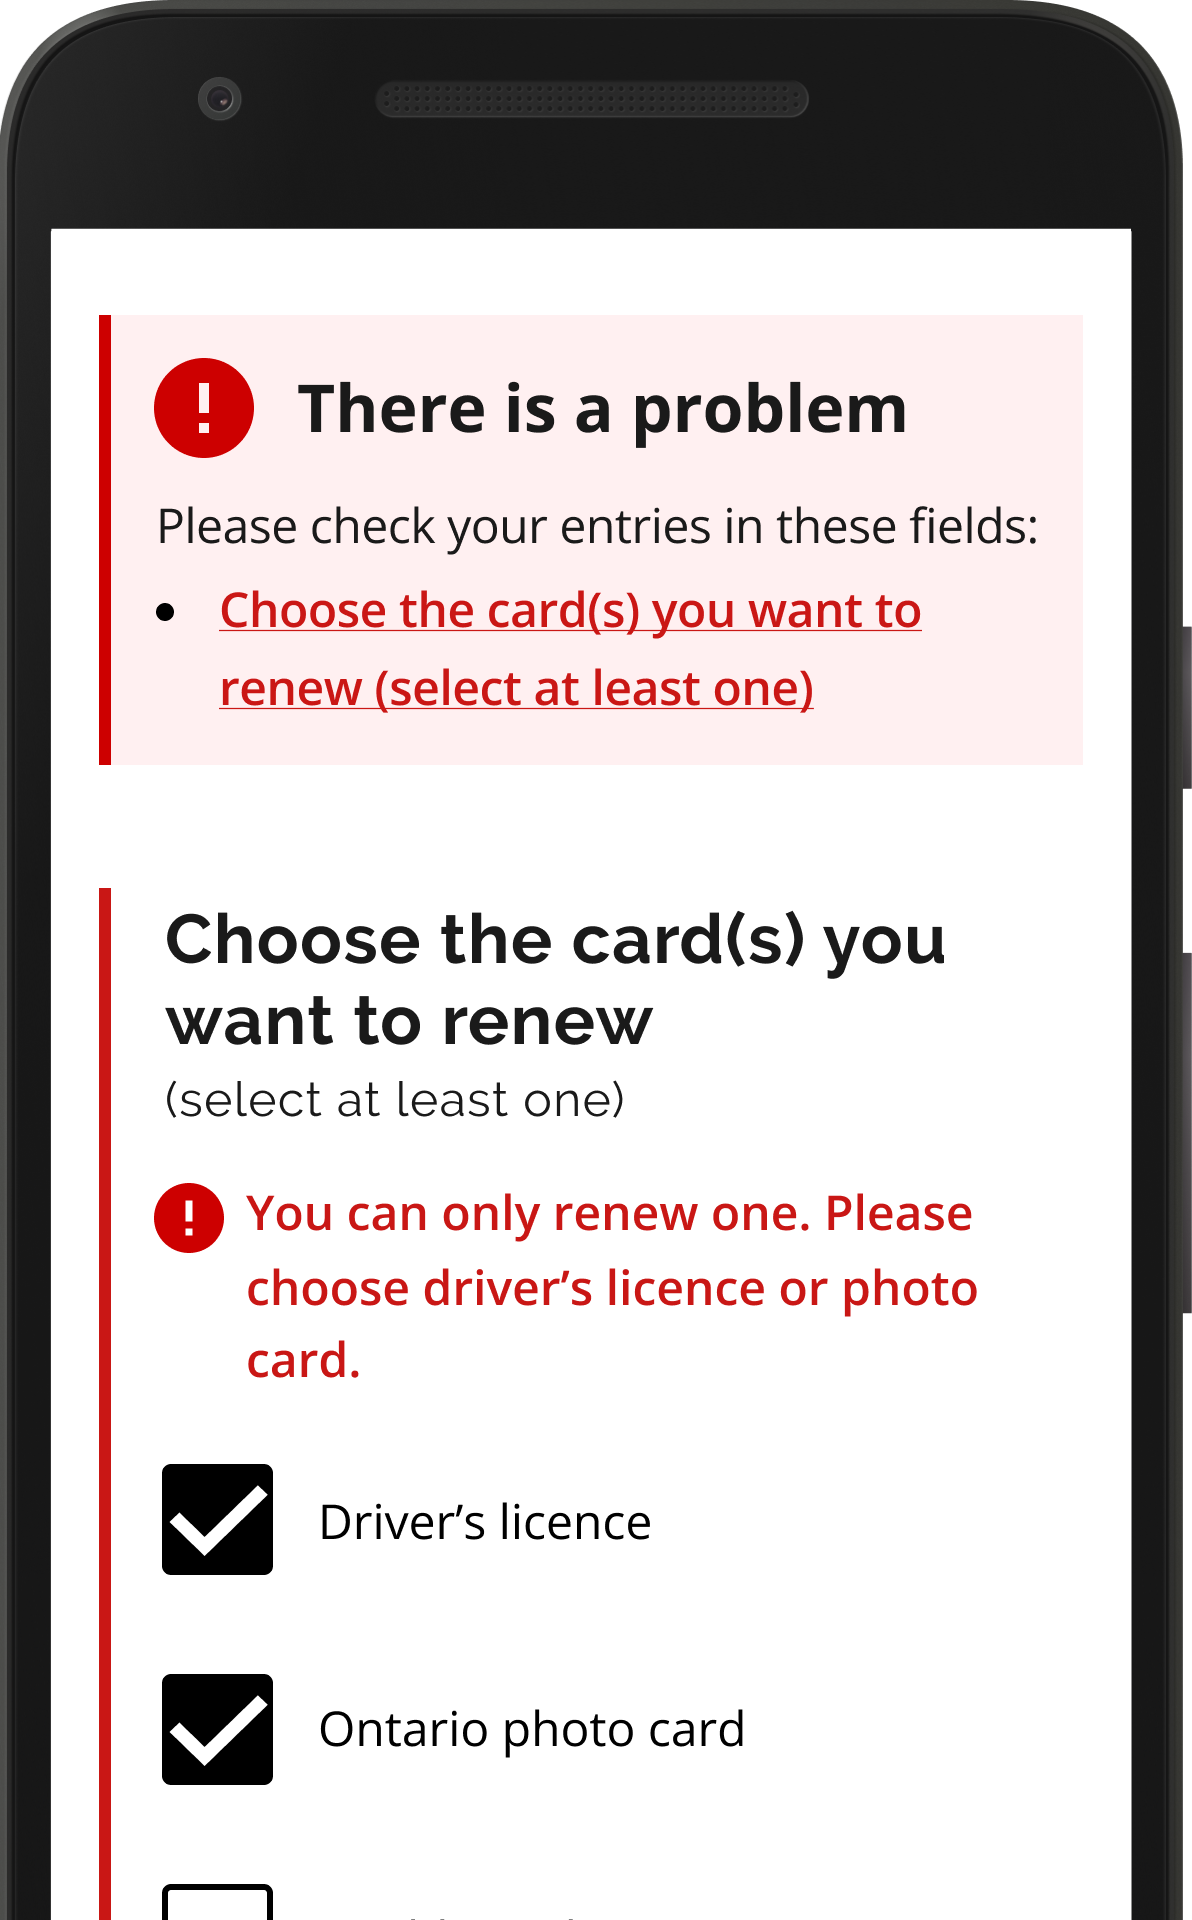 There is a problem
Please check your entries in these fields:
Choose the card(s) you want to
renew (select at least one)
Choose the card(s) you
want to renew
(select at least one)
You can only renew one. Please
choose driver’s licence or photo
card.
Driver’s licence
Ontario photo card